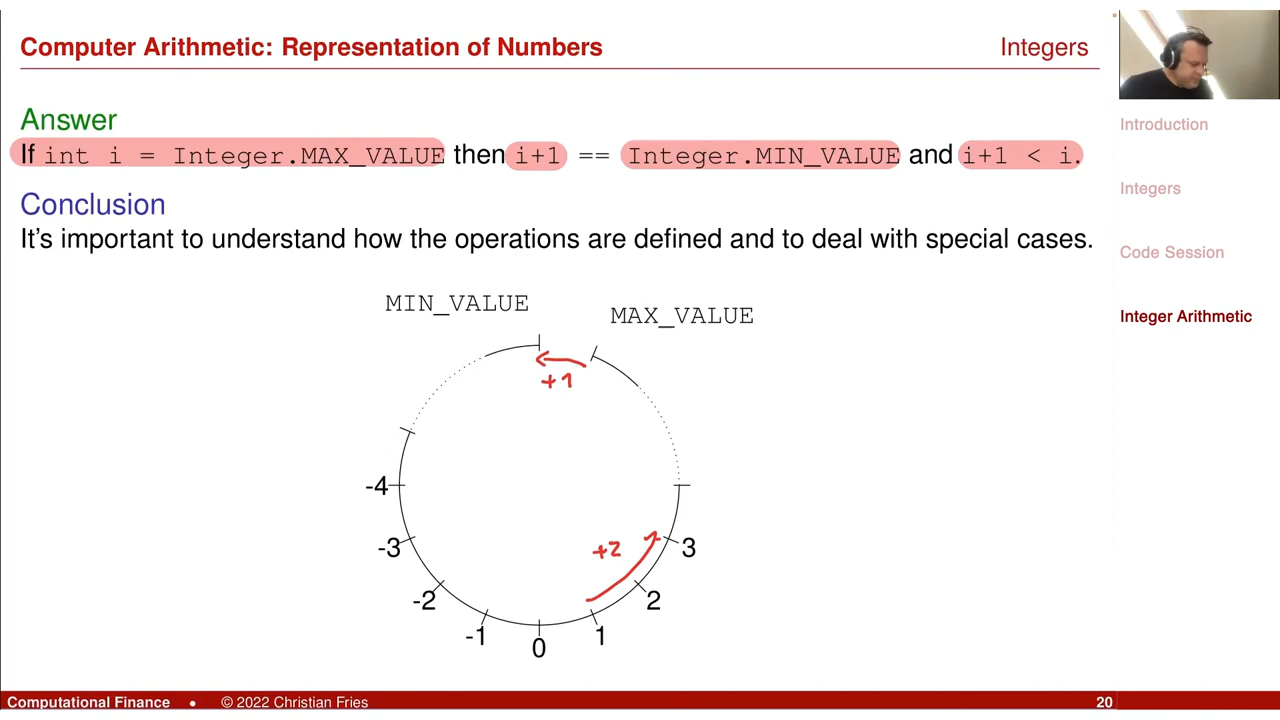 Computer Arithmetic: Representation of Numbers Integers
Answer
If int i = Integer.MAX_VALUE then i+1 == Integer.MIN_VALUE and i+1 < i.
Conclusion
It's important to understand how the operations are defined and to deal with special cases.
MIN_VALUE
MAX_VALUE
+1
-4
-3
+2
3
-2
2
-1
1
0
Introduction
Integers
Code Session
Integer Arithmetic
Computational Finance • © 2022 Christian Fries 20